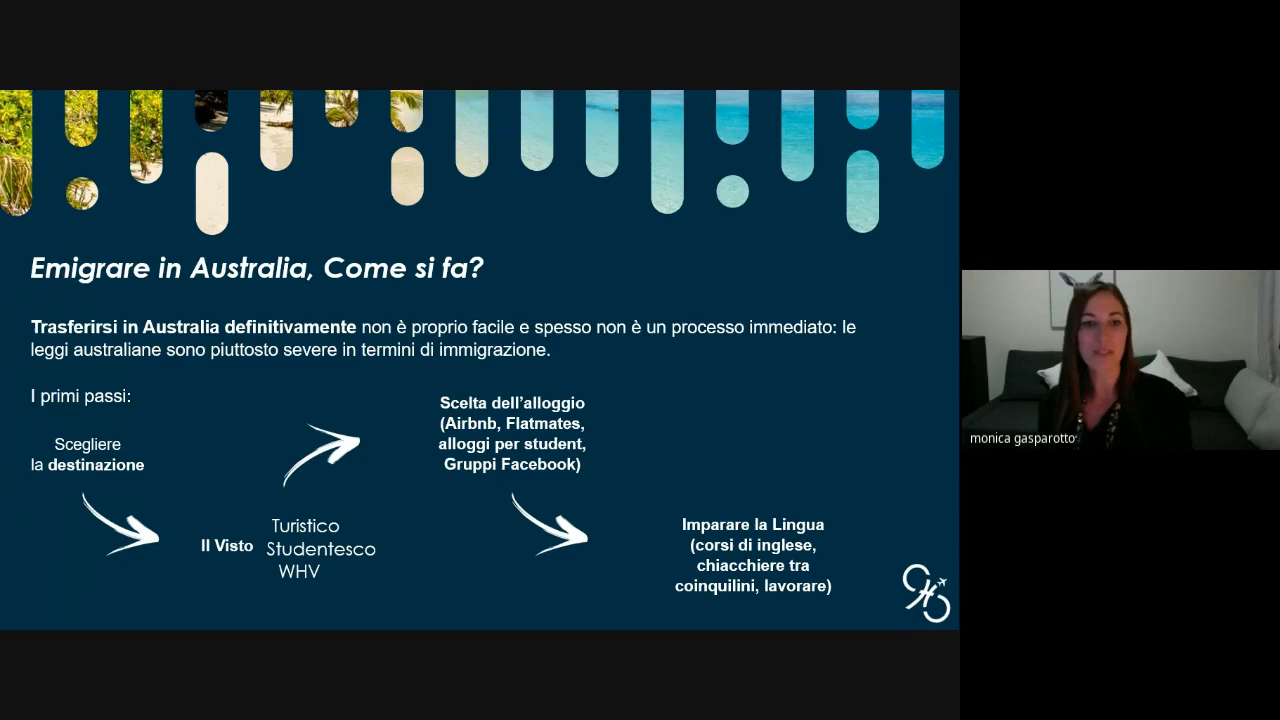 Emigrare in Australia, Come si fa?
Trasferirsi in Australia definitivamente non è proprio facile e spesso non è un processo immediato: le
leggi australiane sono piuttosto severe in termini di immigrazione.
I primi passi:
Scegliere
la destinazione
Il Visto
Turistico
Studentesco
WHV
Scelta dell'alloggio
(Airbnb, Flatmates,
alloggi per student,
Gruppi Facebook)
Imparare la Lingua
(corsi di inglese,
chiacchiere tra
coinquilini, lavorare)
monica gasparotto